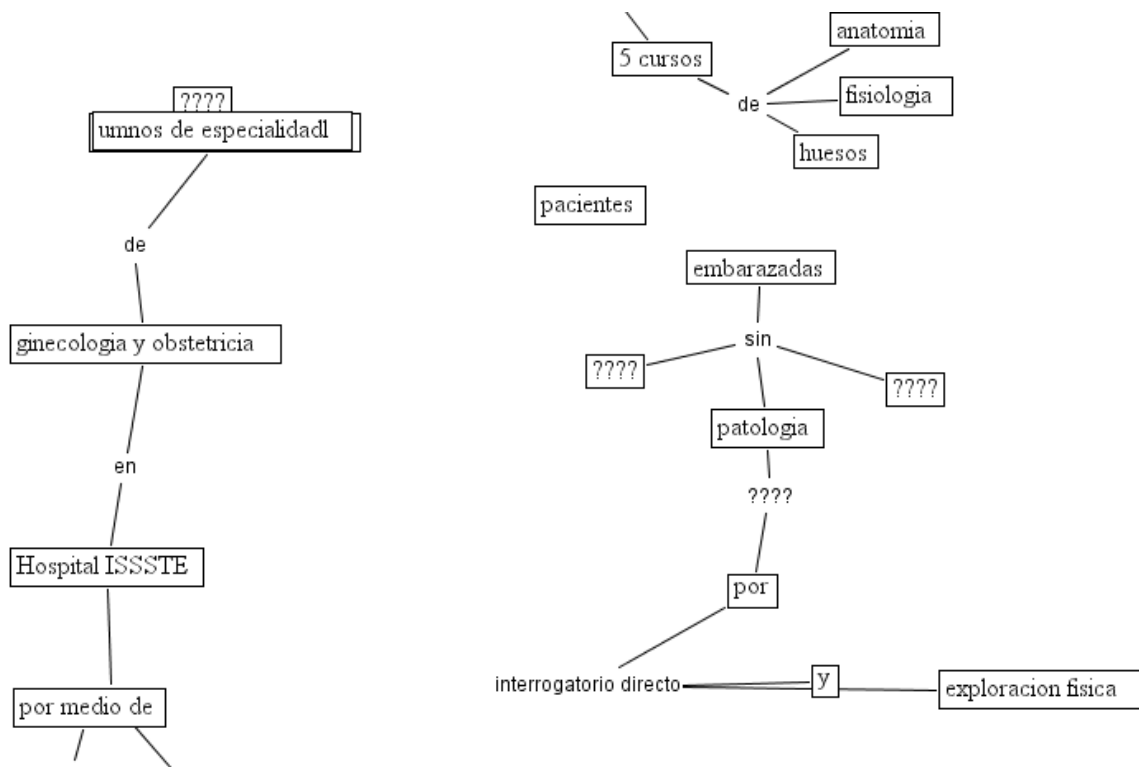 ????
umnos de especialidadl
de
ginecologia y obstetricia
en
Hospital ISSSTE
por medio de
5 cursos
de
anatomia
fisiologia
huesos
pacientes
embarazadas
sin
????
patologia
????
????
por
interrogatorio directo
y
exploracion fisica